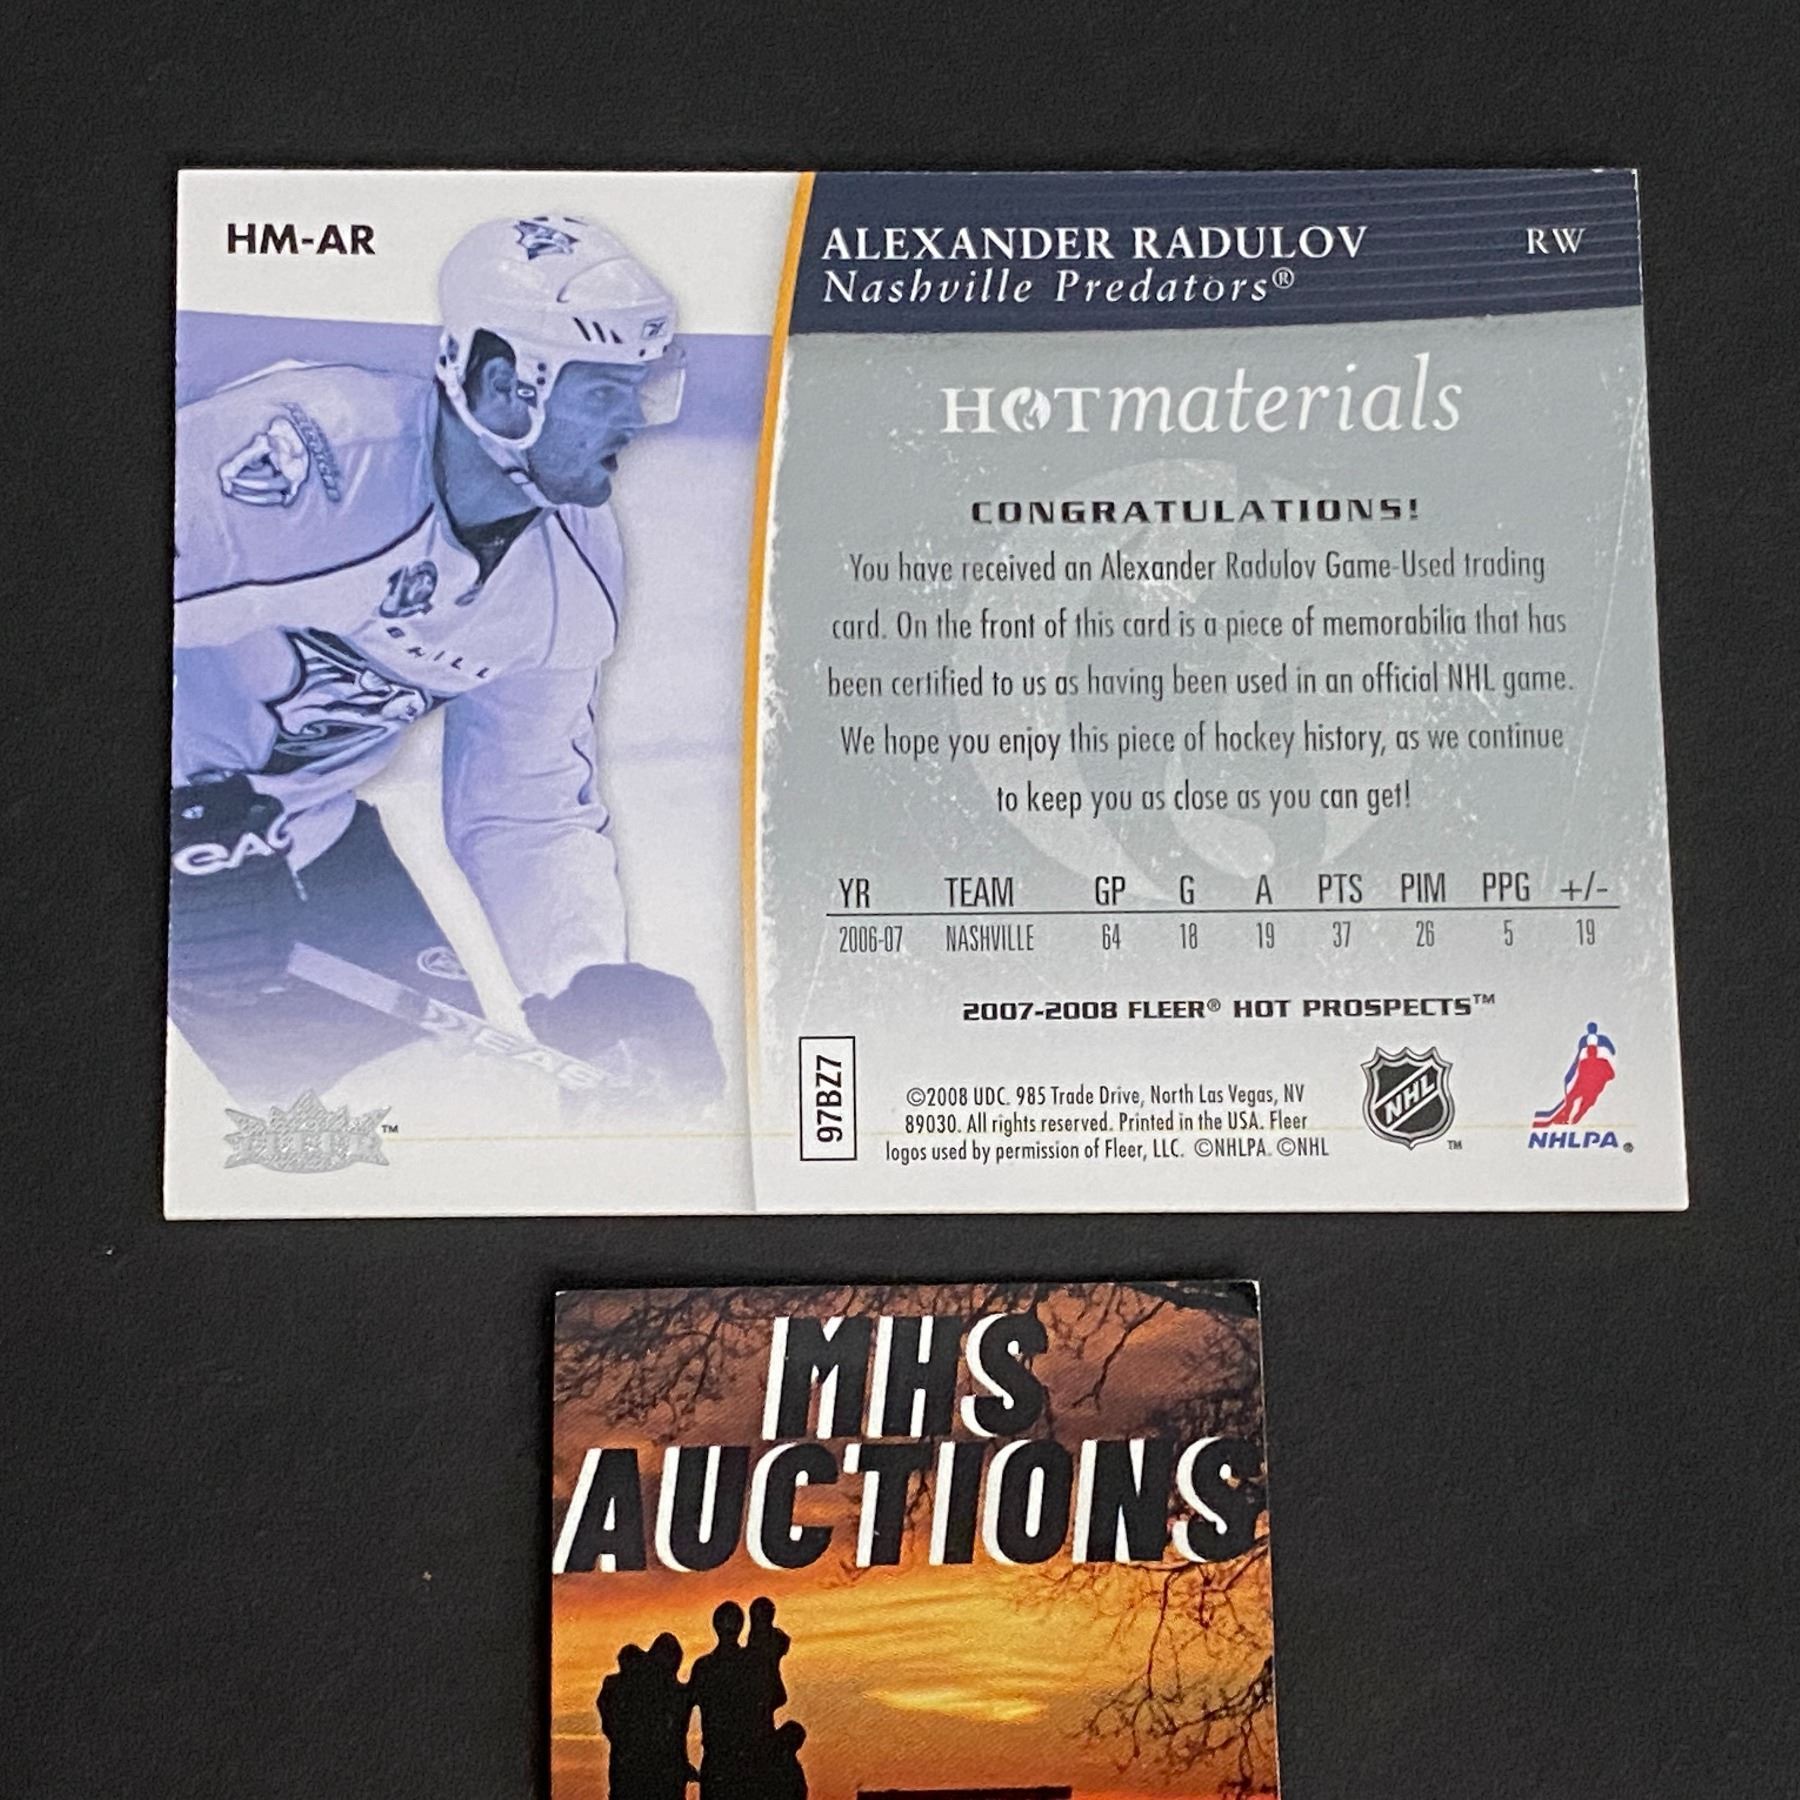 HM-AR
ALEXANDER RADULOV
RW
Nashville Predators®
HOTmaterials
CONGRATULATIONS!
You have received an Alexander Radulov Game-Used trading
card. On the front of this card is a piece of memorabilia that has
been certified to us as having been used in an official NHL game.
We hope you enjoy this piece of hockey history, as we continue
to keep you as close as you can get!
YR TEAM GP G A PTS PIM PPG +/-
2006-07 NASHVILLE 64 18 19 37 26 5 19
2007-2008 FLEER® HOT PROSPECTS™
97BZ7
©2008 UDC. 985 Trade Drive, North Las Vegas, NV
89030. All rights reserved. Printed in the USA. Fleer
logos used by permission of Fleer, LLC. ©NHLPA. ©NHL
NHL™
NHLPA®
FLEER™
MHS
AUCTIONS